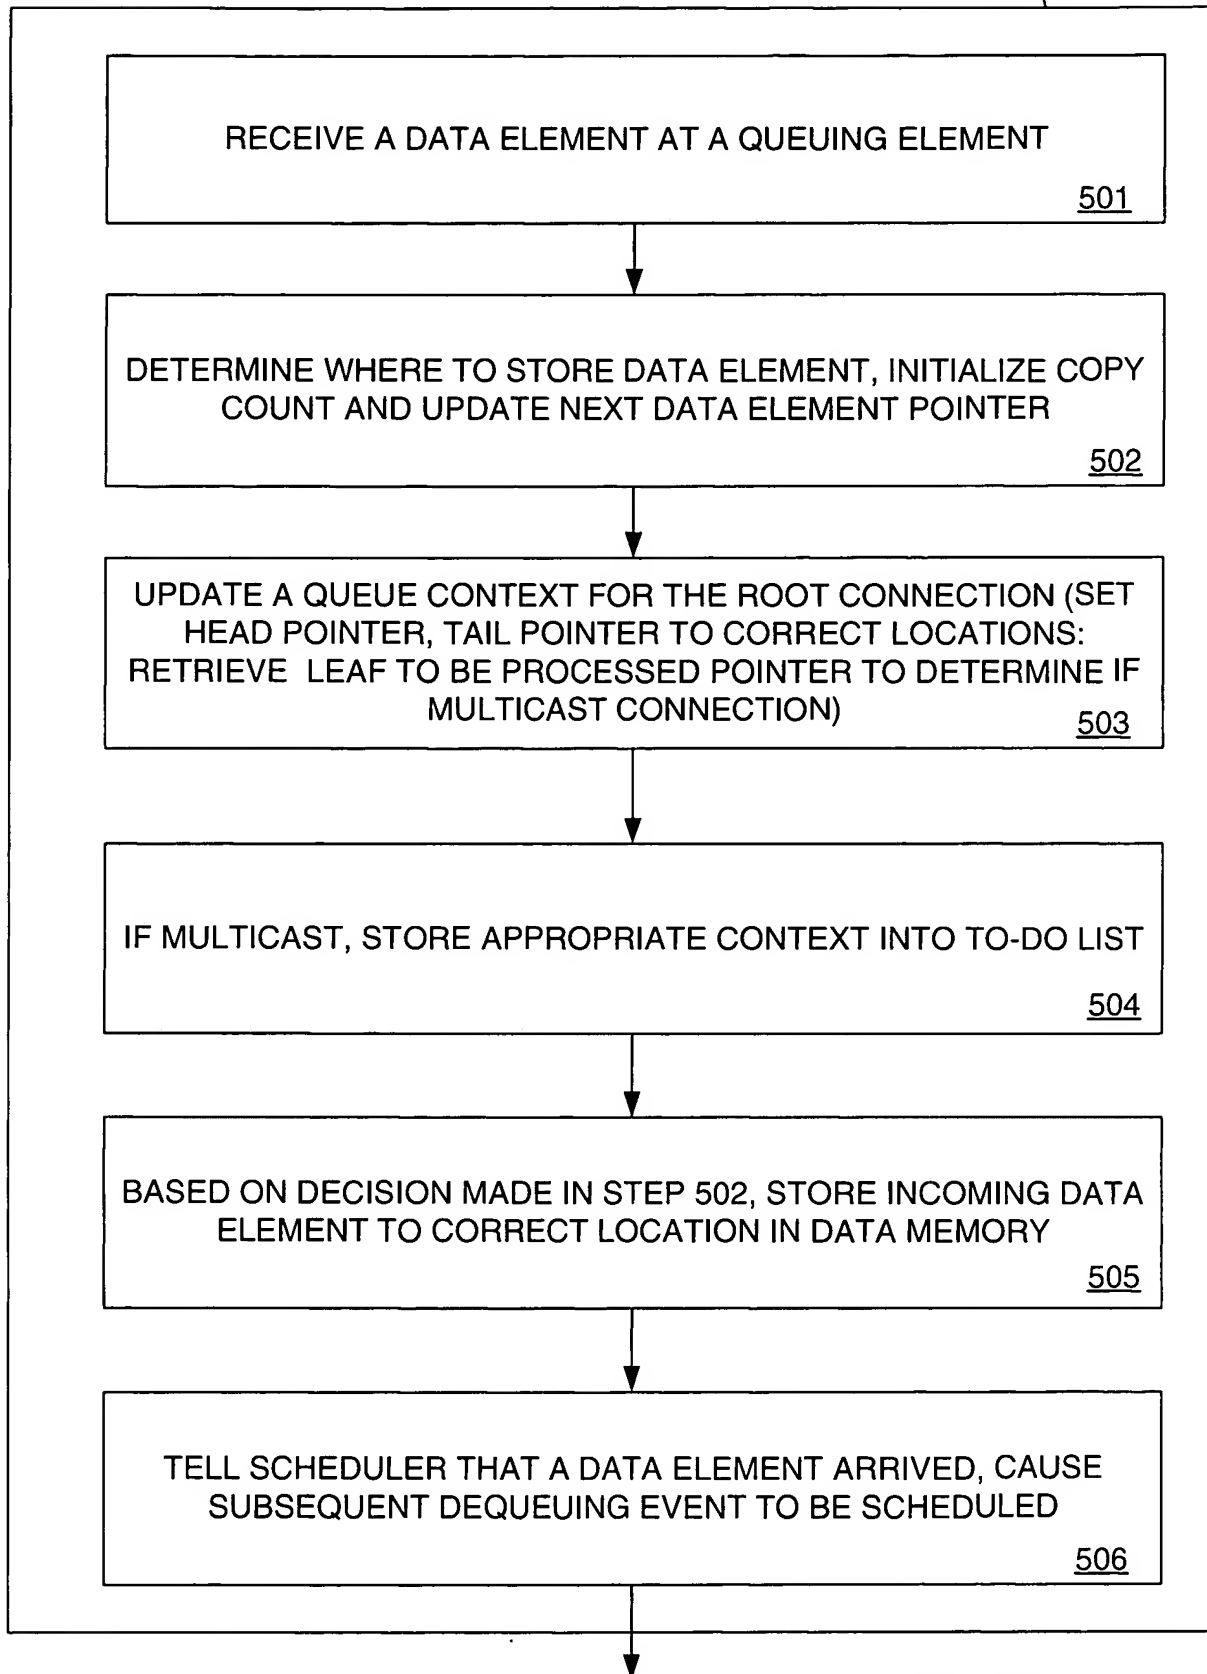 RECEIVE A DATA ELEMENT AT A QUEUING ELEMENT
501
DETERMINE WHERE TO STORE DATA ELEMENT, INITIALIZE COPY
COUNT AND UPDATE NEXT DATA ELEMENT POINTER
502
UPDATE A QUEUE CONTEXT FOR THE ROOT CONNECTION (SET
HEAD POINTER, TAIL POINTER TO CORRECT LOCATIONS:
RETRIEVE LEAF TO BE PROCESSED POINTER TO DETERMINE IF
MULTICAST CONNECTION)
503
IF MULTICAST, STORE APPROPRIATE CONTEXT INTO TO-DO LIST
504
BASED ON DECISION MADE IN STEP 502, STORE INCOMING DATA
ELEMENT TO CORRECT LOCATION IN DATA MEMORY
505
TELL SCHEDULER THAT A DATA ELEMENT ARRIVED, CAUSE
SUBSEQUENT DEQUEUING EVENT TO BE SCHEDULED
506